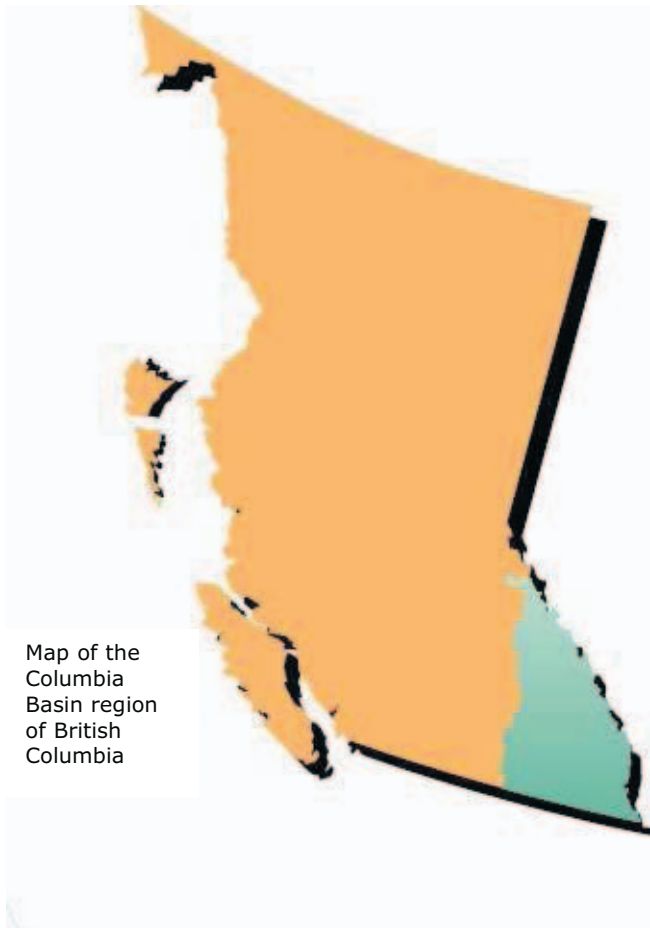 Map of the
Columbia
Basin region
of British
Columbia